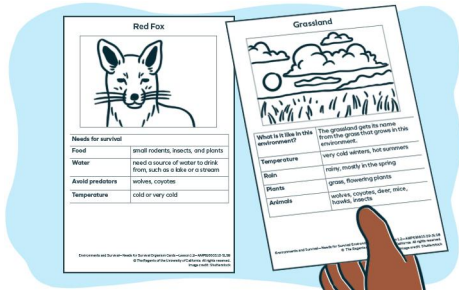 Red Fox
Needs for survival
Food small rodents, insects, and plants
Water need a source of water to drink
from, such as a lake or a stream
Avoid predators wolves, coyotes
Temperature cold or very cold
Grassland
What is it like in this
environment?
The grassland gets its name
from the grass that grows in this
environment.
Temperature very cold winters, hot summers
Rain rainy, mostly in the spring
Plants grass, flowering plants
Animals wolves, coyotes, deer, mice,
hawks, insects